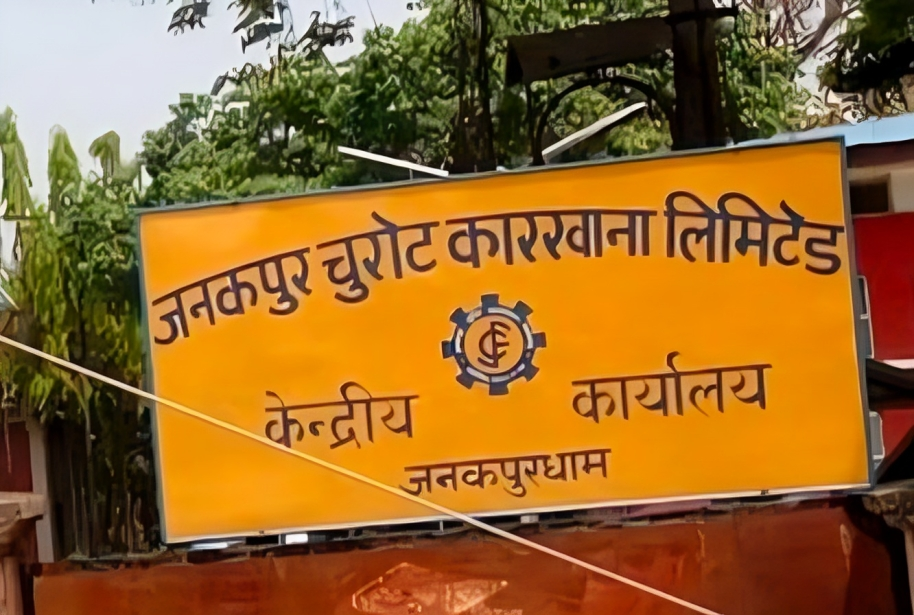 जनकपुर चुरोट कारखाना लिमिटेड
केन्द्रीय कार्यालय
जनकपुरधाम